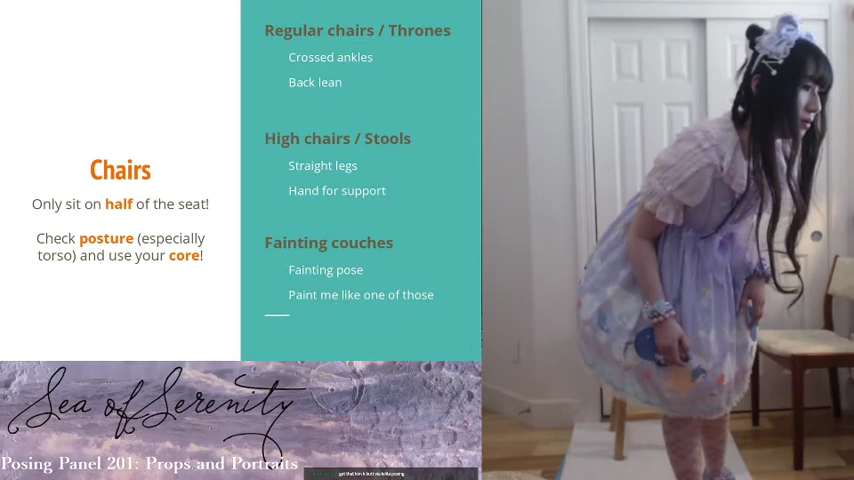 Chairs
Only sit on half of the seat!
Check posture (especially
torso) and use your core!
Regular chairs / Thrones
Crossed ankles
Back lean
High chairs / Stools
Straight legs
Hand for support
Fainting couches
Fainting pose
Paint me like one of those
Sea of Serenity
Posing Panel 201: Props and Portraits